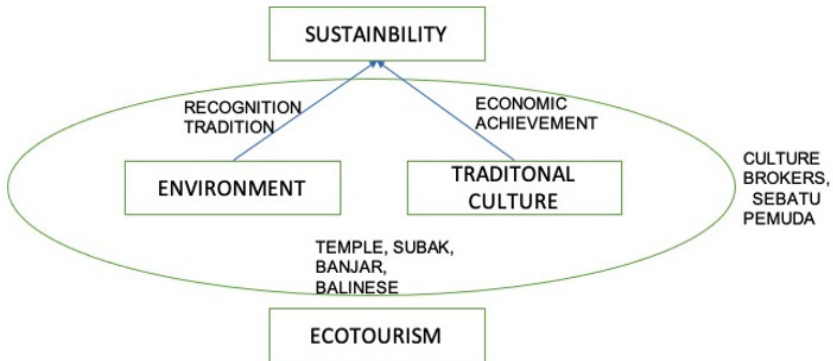 SUSTAINBILITY
RECOGNITION
TRADITION
ECONOMIC
ACHIEVEMENT
ENVIRONMENT
TRADITONAL
CULTURE
CULTURE
BROKERS,
SEBATU
PEMUDA
TEMPLE, SUBAK,
BANJAR,
BALINESE
ECOTOURISM